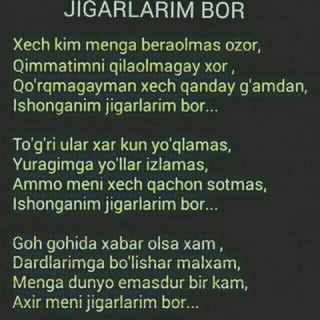 JIGARLARIM BOR
Xech kim menga beraolmas ozor,
Qimmatimni qilaolmagay xor ,
Qo'rqmagayman xech qanday g'amdan,
Ishonganim jigarlarim bor...
To'g'ri ular xar kun yo'qlamas,
Yuragimga yo'llar izlamas,
Ammo meni xech qachon sotmas,
Ishonganim jigarlarim bor...
Goh gohida xabar olsa xam ,
Dardlarimga bo'lishar malxam,
Menga dunyo emasdur bir kam,
Axir meni jigarlarim bor...